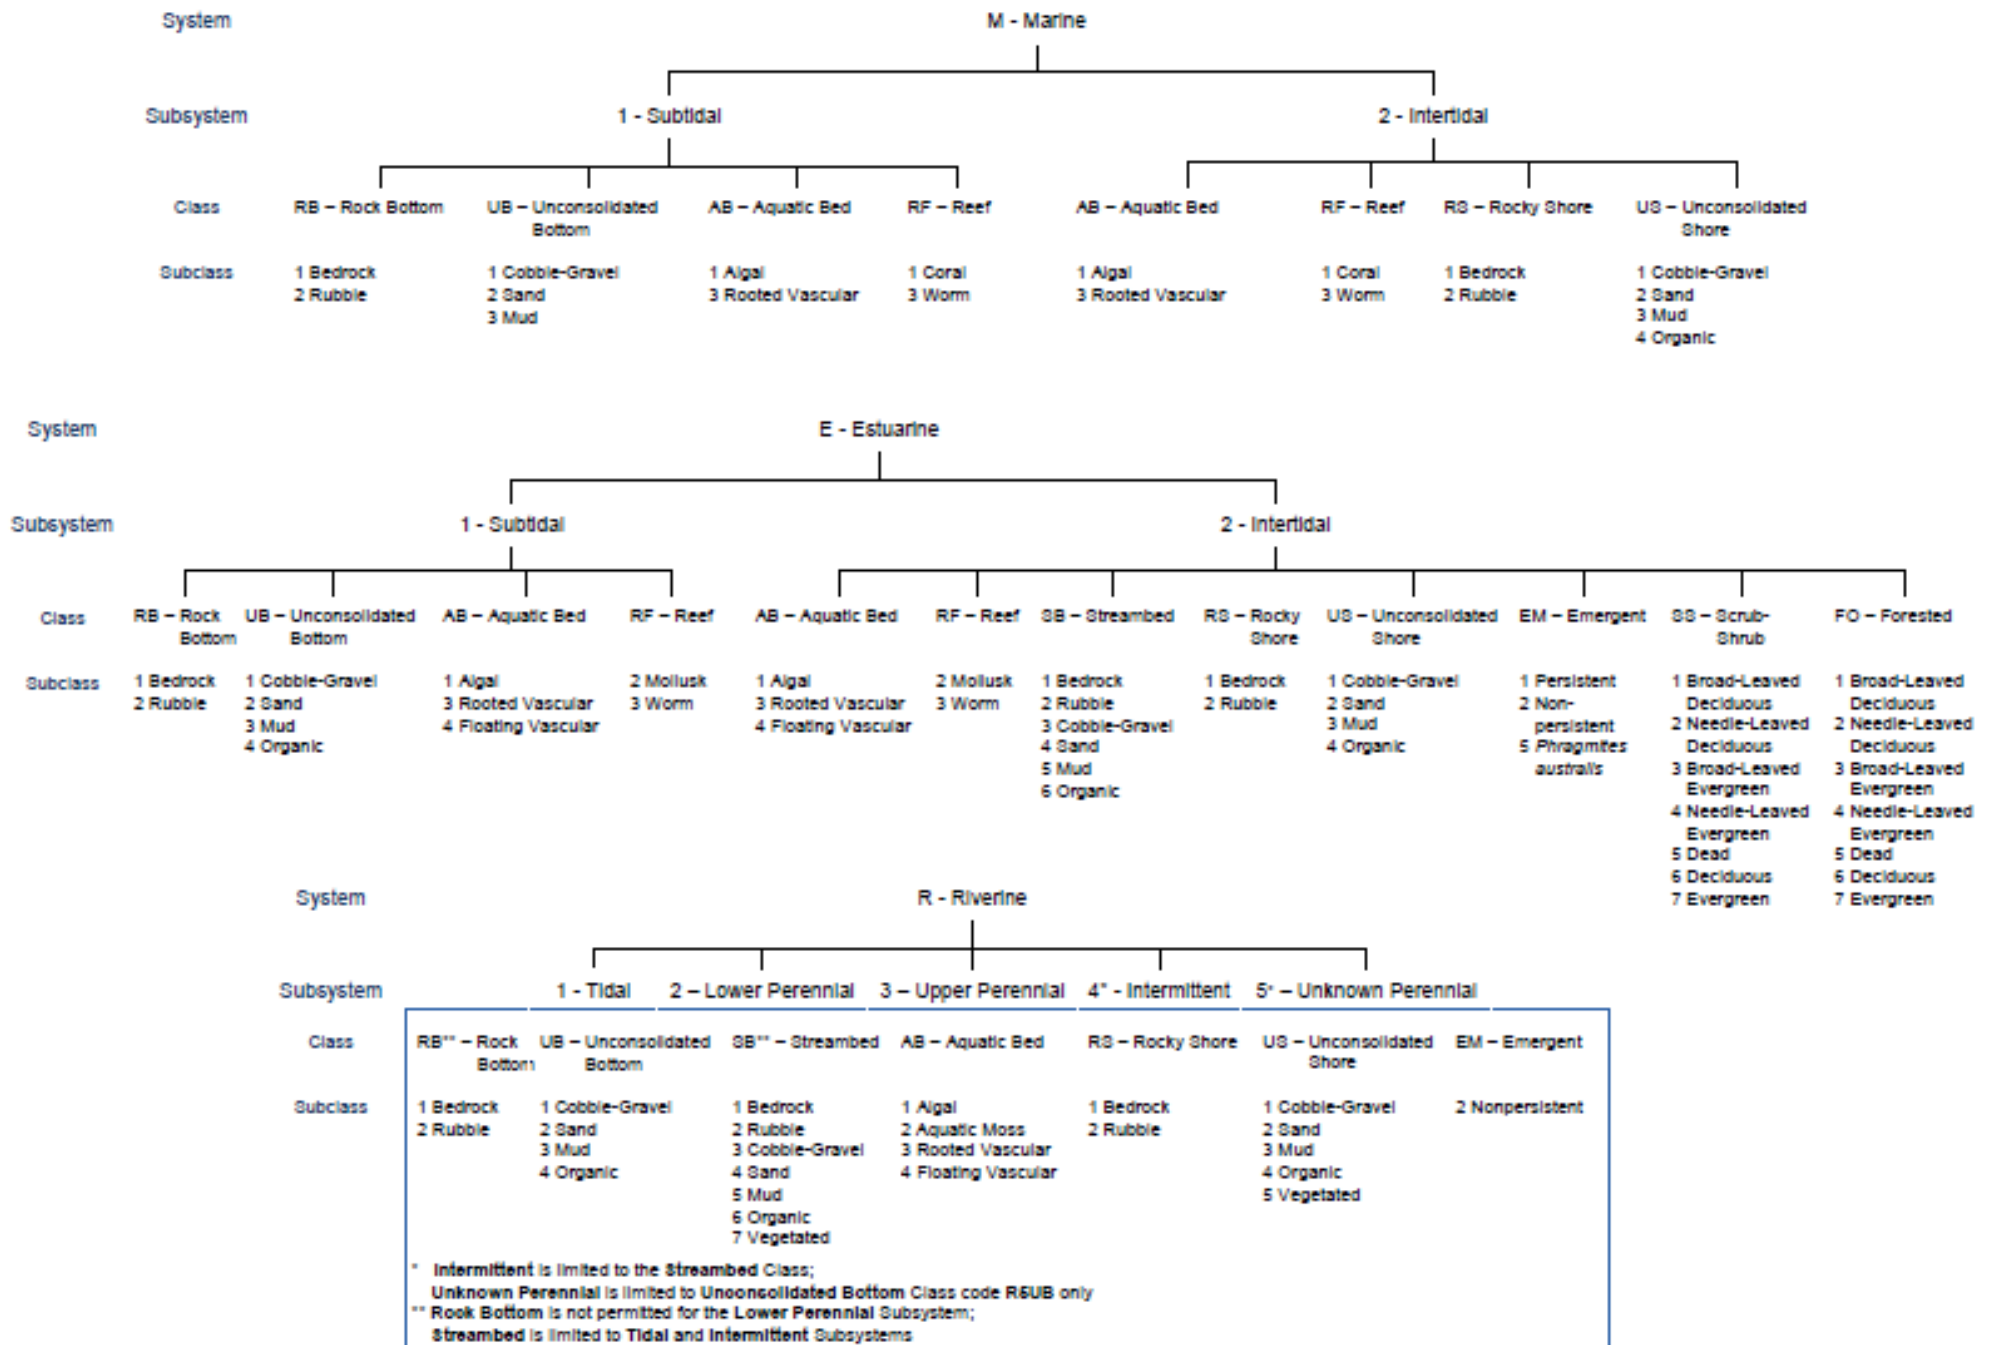 System M - Marine
Subsystem 1 - Subtidal 2 - Intertidal
Class RB – Rock Bottom UB – Unconsolidated AB – Aquatic Bed RF – Reef AB – Aquatic Bed RF – Reef RS – Rocky Shore US – Unconsolidated
Bottom Shore
Subclass 1 Bedrock 1 Cobble-Gravel 1 Algal 1 Coral 1 Algal 1 Coral 1 Bedrock 1 Cobble-Gravel
2 Rubble 2 Sand 3 Rooted Vascular 3 Worm 3 Rooted Vascular 3 Worm 2 Rubble 2 Sand
3 Mud 3 Mud
4 Organic
System E - Estuarine
Subsystem 1 - Subtidal 2 - Intertidal
Class RB – Rock UB – Unconsolidated AB – Aquatic Bed RF – Reef AB – Aquatic Bed RF – Reef SB – Streambed RS – Rocky US – Unconsolidated EM – Emergent SS – Scrub- FO – Forested
Bottom Bottom Shore Shore Shrub
Subclass 1 Bedrock 1 Cobble-Gravel 1 Algal 2 Mollusk 1 Algal 2 Mollusk 1 Bedrock 1 Bedrock 1 Cobble-Gravel 1 Persistent 1 Broad-Leaved 1 Broad-Leaved
2 Rubble 2 Sand 3 Rooted Vascular 3 Worm 3 Rooted Vascular 3 Worm 2 Rubble 2 Rubble 2 Sand 2 Non- Deciduous Deciduous
3 Mud 4 Floating Vascular 4 Floating Vascular 3 Cobble-Gravel 3 Mud persistent 2 Needle-Leaved 2 Needle-Leaved
4 Organic 4 Sand 4 Organic 5 Phragmites Deciduous Deciduous
5 Mud australis 3 Broad-Leaved 3 Broad-Leaved
6 Organic Evergreen Evergreen
4 Needle-Leaved 4 Needle-Leaved
Evergreen Evergreen
5 Dead 5 Dead
6 Deciduous 6 Deciduous
7 Evergreen 7 Evergreen
System R - Riverine
Subsystem 1 - Tidal 2 – Lower Perennial 3 – Upper Perennial 4* - Intermittent 5* – Unknown Perennial
Class RB** – Rock UB – Unconsolidated SB** – Streambed AB – Aquatic Bed RS – Rocky Shore US – Unconsolidated EM – Emergent
Bottom Bottom Shore
Subclass 1 Bedrock 1 Cobble-Gravel 1 Bedrock 1 Algal 1 Bedrock 1 Cobble-Gravel 2 Nonpersistent
2 Rubble 2 Sand 2 Rubble 2 Aquatic Moss 2 Rubble 2 Sand
3 Mud 3 Cobble-Gravel 3 Rooted Vascular 3 Mud
4 Organic 4 Sand 4 Floating Vascular 4 Organic
5 Mud 5 Vegetated
6 Organic
7 Vegetated
* Intermittent is limited to the Streambed Class;
Unknown Perennial is limited to Unconsolidated Bottom Class code R5UB only
** Rock Bottom is not permitted for the Lower Perennial Subsystem;
Streambed is limited to Tidal and Intermittent Subsystems